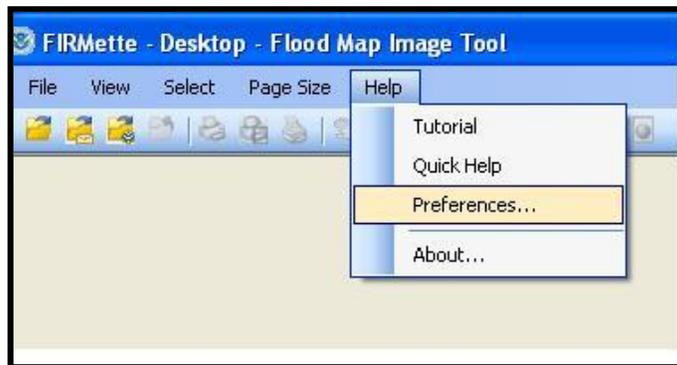 FIRMette - Desktop - Flood Map Image Tool
File View Select Page Size Help
Tutorial
Quick Help
Preferences...
About...